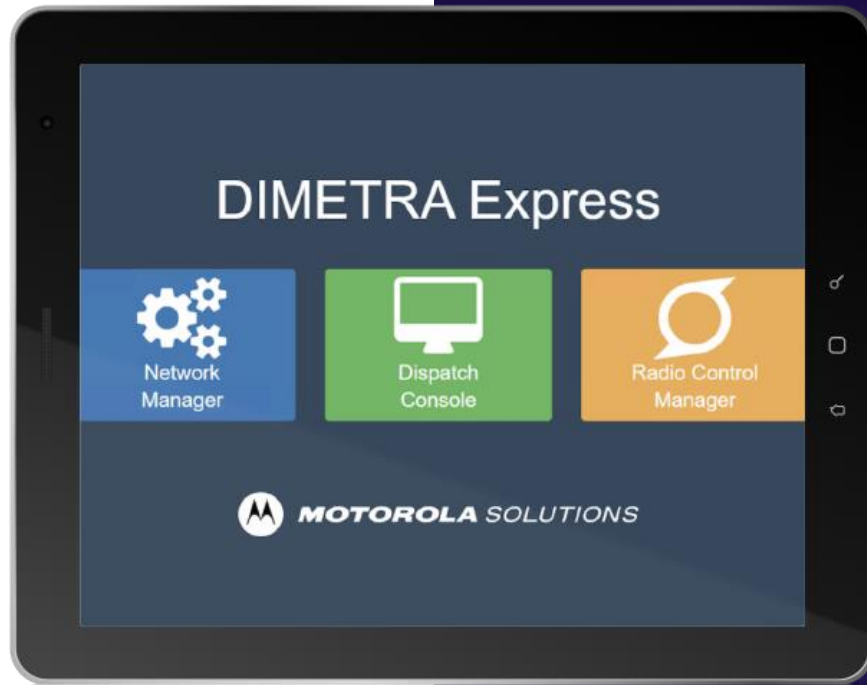 DIMETRA Express
Network
Manager
Dispatch
Console
Radio Control
Manager
MOTOROLA SOLUTIONS